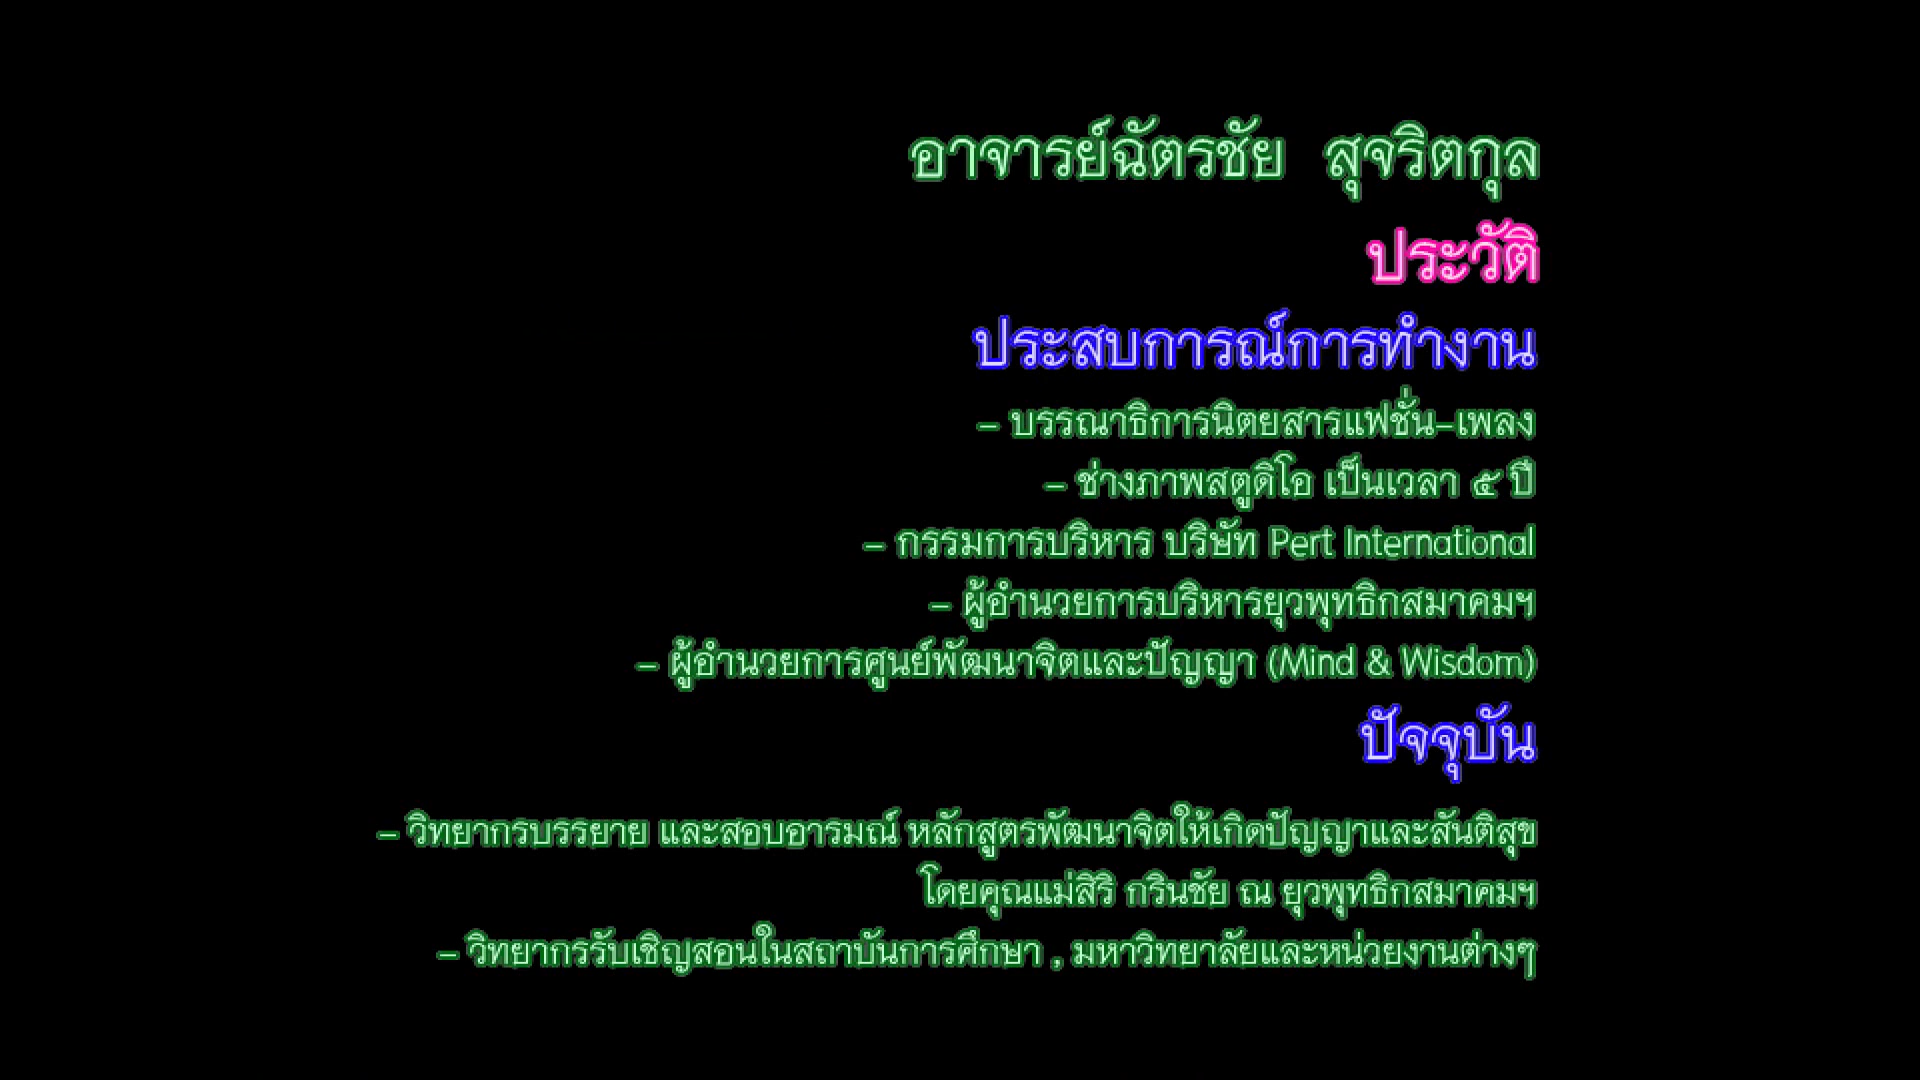 อาจารย์ฉัตรชัย สุจริตกุล
ประวัติ
ประสบการณ์การทำงาน
- บรรณาธิการนิตยสารแฟชั่น-เพลง
- ช่างภาพสตูดิโอ เป็นเวลา ๕ ปี
- กรรมการบริหาร บริษัท Pert International
- ผู้อำนวยการบริหารยุวพุทธิกสมาคมฯ
- ผู้อำนวยการศูนย์พัฒนาจิตและปัญญา (Mind & Wisdom)
ปัจจุบัน
- วิทยากรบรรยาย และสอบอารมณ์ หลักสูตรพัฒนาจิตให้เกิดปัญญาและสันติสุข
โดยคุณแม่สิริ กรินชัย ณ ยุวพุทธิกสมาคมฯ
- วิทยากรรับเชิญสอนในสถาบันการศึกษา , มหาวิทยาลัยและหน่วยงานต่างๆ